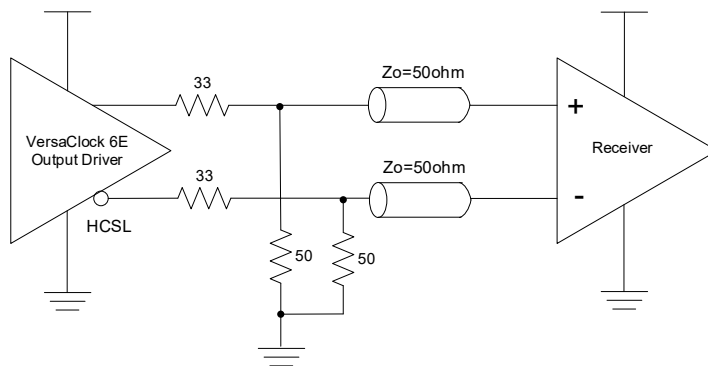 33
Zo=50ohm
VersaClock 6E
Output Driver
+
Receiver
33
Zo=50ohm
-
HCSL
50
50